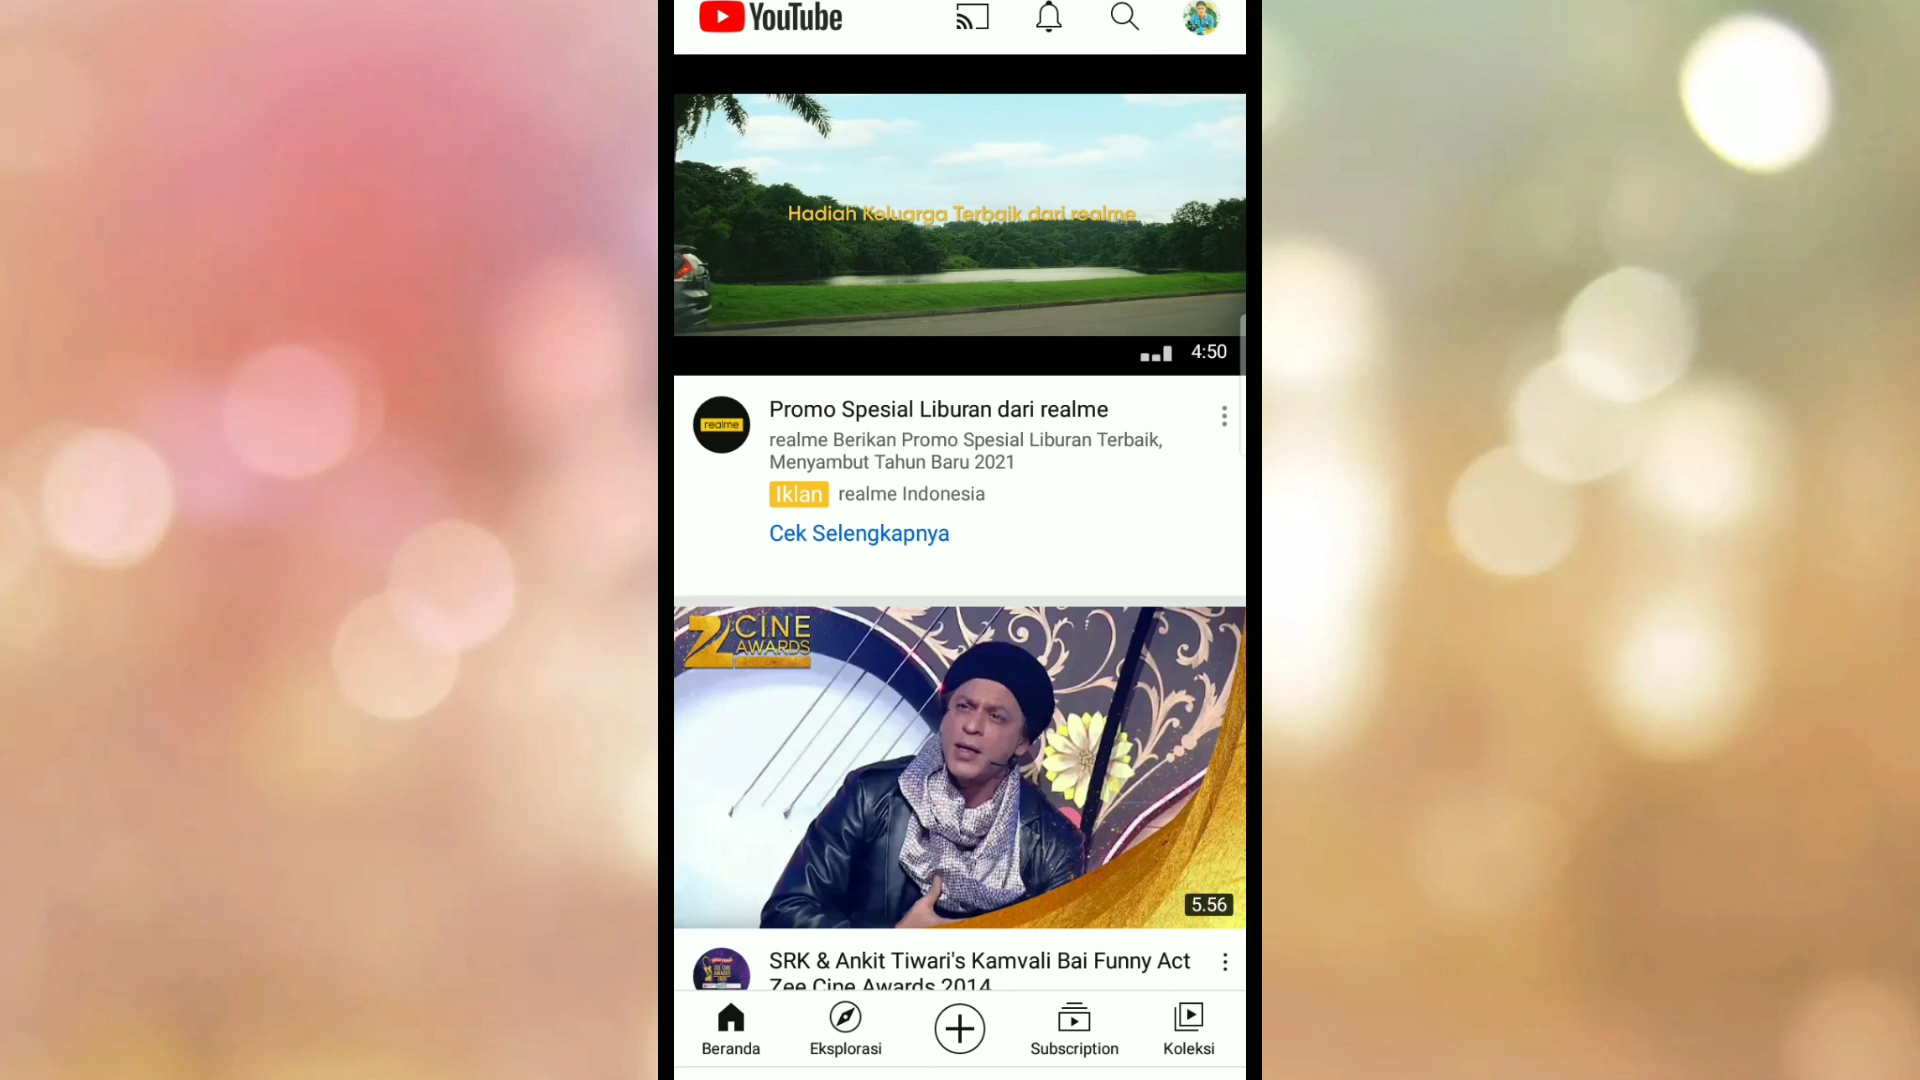 YouTube
Hadiah Keluarga Terbaik dari realme
4:50
realme
Promo Spesial Liburan dari realme
realme Berikan Promo Spesial Liburan Terbaik,
Menyambut Tahun Baru 2021
Iklan realme Indonesia
Cek Selengkapnya
CINE
AWARDS
5.56
SRK & Ankit Tiwari's Kamvali Bai Funny Act
Zee Cine Awards 2014
Beranda
Eksplorasi
Subscription
Koleksi